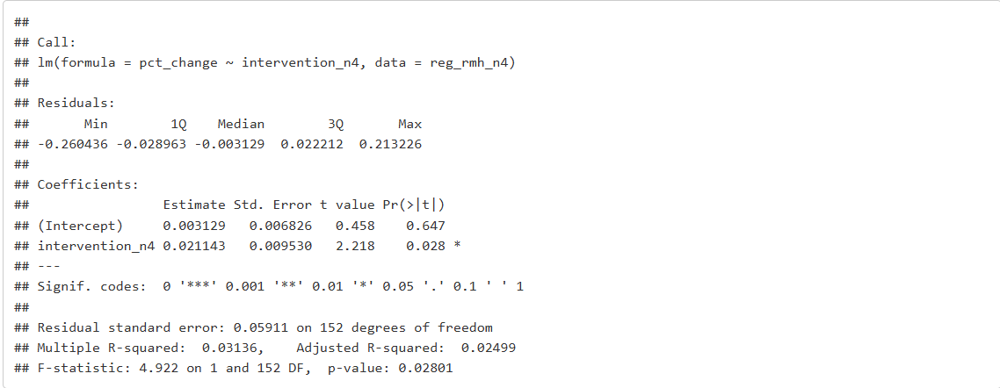 ##
## Call:
## lm(formula = pct_change ~ intervention_n4, data = reg_rmh_n4)
##
## Residuals:
##       Min        1Q    Median        3Q       Max
## -0.260436 -0.028963 -0.003129  0.022212  0.213226
##
## Coefficients:
##                 Estimate Std. Error t value Pr(>|t|)
## (Intercept)     0.003129   0.006826   0.458    0.647
## intervention_n4 0.021143   0.009530   2.218    0.028 *
## ---
## Signif. codes:  0 '***' 0.001 '**' 0.01 '*' 0.05 '.' 0.1 ' ' 1
##
## Residual standard error: 0.05911 on 152 degrees of freedom
## Multiple R-squared:  0.03136,    Adjusted R-squared:  0.02499
## F-statistic: 4.922 on 1 and 152 DF,  p-value: 0.02801